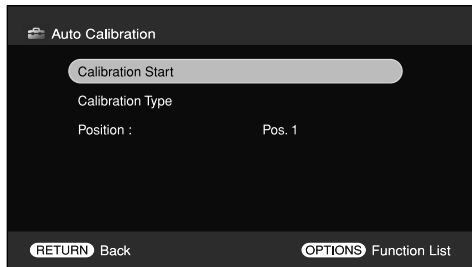 Auto Calibration
Calibration Start
Calibration Type
Position : Pos. 1
RETURN Back OPTIONS Function List